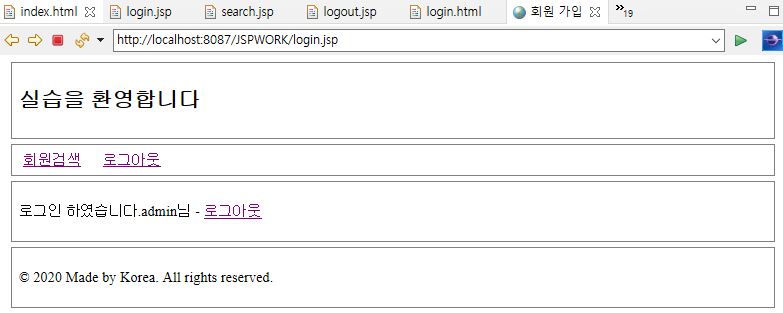 index.html login.jsp search.jsp logout.jsp login.html 회원 가입 »19
http://localhost:8087/JSPWORK/login.jsp
실습을 환영합니다
회원검색 로그아웃
로그인 하였습니다.admin님 - 로그아웃
© 2020 Made by Korea. All rights reserved.